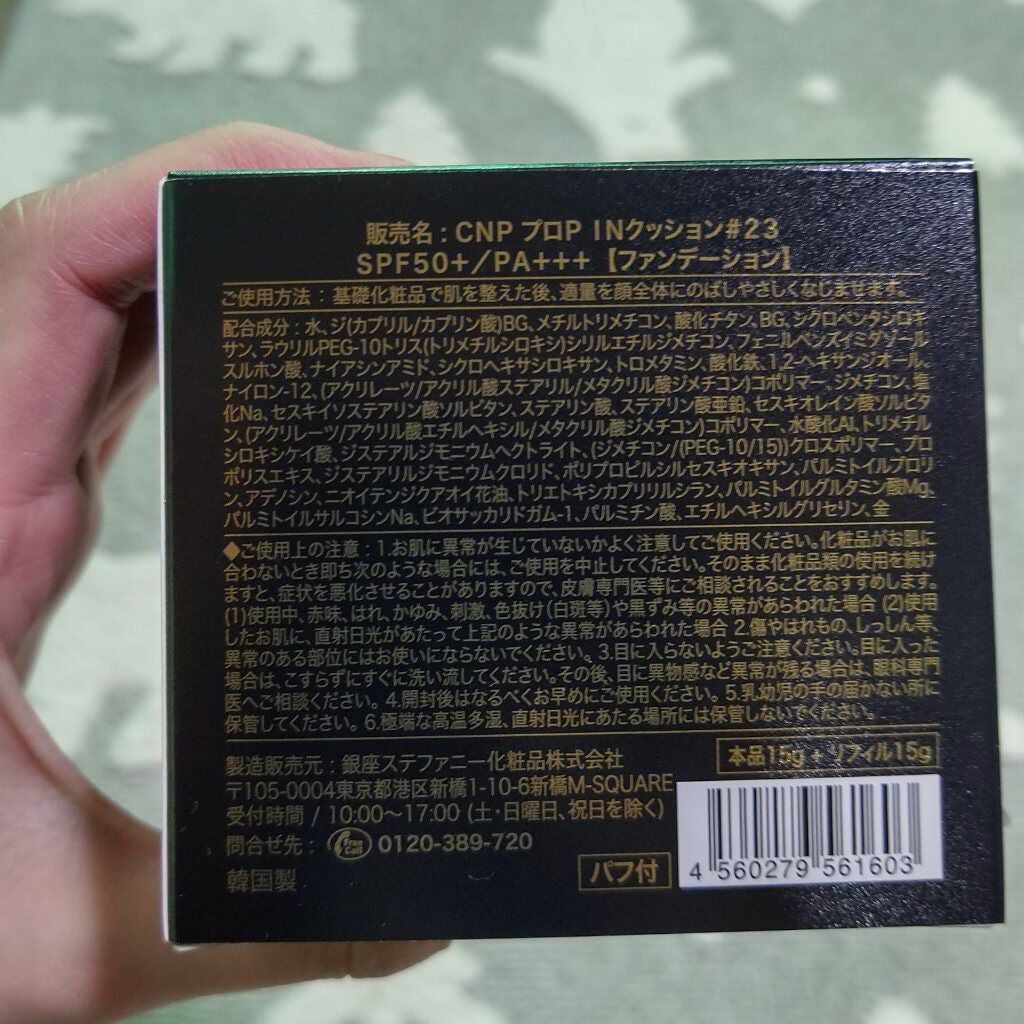 販売名：CNP プロP INクッション#23
SPF50+/PA+++【ファンデーション】
ご使用方法：基礎化粧品で肌を整えた後、適量を顔全体にのばしやさしくなじませます。
配合成分：水、ジ(カプリル/カプリン酸)BG、メチルトリメチコン、酸化チタン、BG、シクロペンタシロキ
サン、ラウリルPEG-10トリス(トリメチルシロキシ)シリルエチルジメチコン、フェニルベンズイミダゾール
スルホン酸、ナイアシンアミド、シクロヘキサシロキサン、トロメタミン、酸化鉄、1,2-ヘキサンジオール、
ナイロン-12、(アクリレーツ/アクリル酸ステアリル/メタクリル酸ジメチコン)コポリマー、ジメチコン、塩
化Na、セスキイソステアリン酸ソルビタン、ステアリン酸、ステアリン酸亜鉛、セスキオレイン酸ソルビタ
ン、(アクリレーツ/アクリル酸エチルヘキシル/メタクリル酸ジメチコン)コポリマー、水酸化Al、トリメチル
シロキシケイ酸、ジステアルジモニウムヘクトライト、(ジメチコン/(PEG-10/15))クロスポリマー、プロ
ポリスエキス、ジステアリルジモニウムクロリド、ポリプロピルシルセスキオキサン、パルミトイルプロリ
ン、アデノシン、ニオイテンジクアオイ花油、トリエトキシカプリリルシラン、パルミトイルグルタミン酸Mg、
パルミトイルサルコシンNa、ビオサッカリドガム-1、パルミチン酸、エチルヘキシルグリセリン、金
◆ご使用上の注意：1.お肌に異常が生じていないかよく注意してご使用ください。化粧品がお肌に
合わないとき即ち次のような場合には、ご使用を中止してください。そのまま化粧品類の使用を続け
ますと、症状を悪化させることがありますので、皮膚専門医等にご相談されることをおすすめします。
(1)使用中、赤味、はれ、かゆみ、刺激、色抜け(白斑等)や黒ずみ等の異常があらわれた場合 (2)使用
したお肌に、直射日光があたって上記のような異常があらわれた場合 2.傷やはれもの、しっしん等、
異常のある部位にはお使いにならないでください。3.目に入らないようご注意ください。目に入った
場合は、こすらずにすぐに洗い流してください。その後、目に異物感など異常が残る場合は、眼科専門
医へご相談ください。4.開封後はなるべくお早めにご使用ください。5.乳幼児の手の届かない所に
保管してください。6.極端な高温多湿、直射日光にあたる場所には保管しないでください。
本品15g + リフィル15g
製造販売元：銀座ステファニー化粧品株式会社
〒105-0004東京都港区新橋1-10-6新橋M-SQUARE
受付時間 / 10:00〜17:00 (土・日曜日、祝日を除く)
問合せ先： 0120-389-720
韓国製
パフ付
4 560279 561603